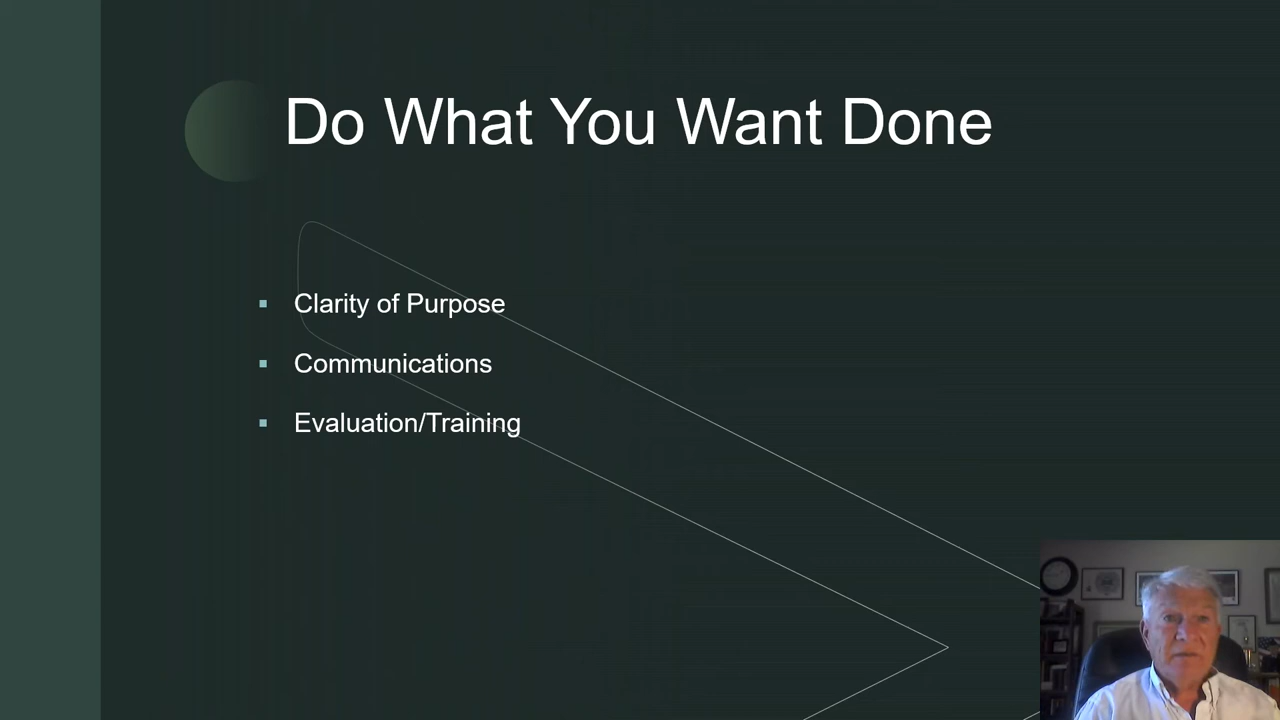 Do What You Want Done
Clarity of Purpose
Communications
Evaluation/Training